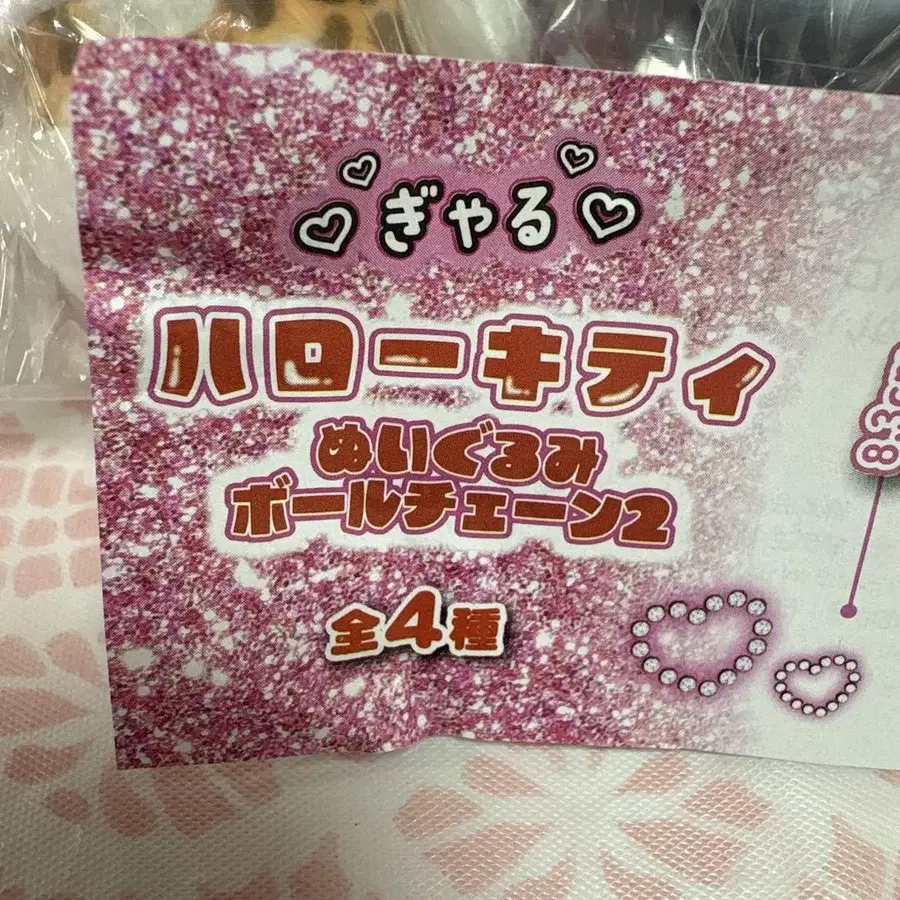 ぎゃる
ハローキティ
ぬいぐるみ
ボールチェーン2
全4種